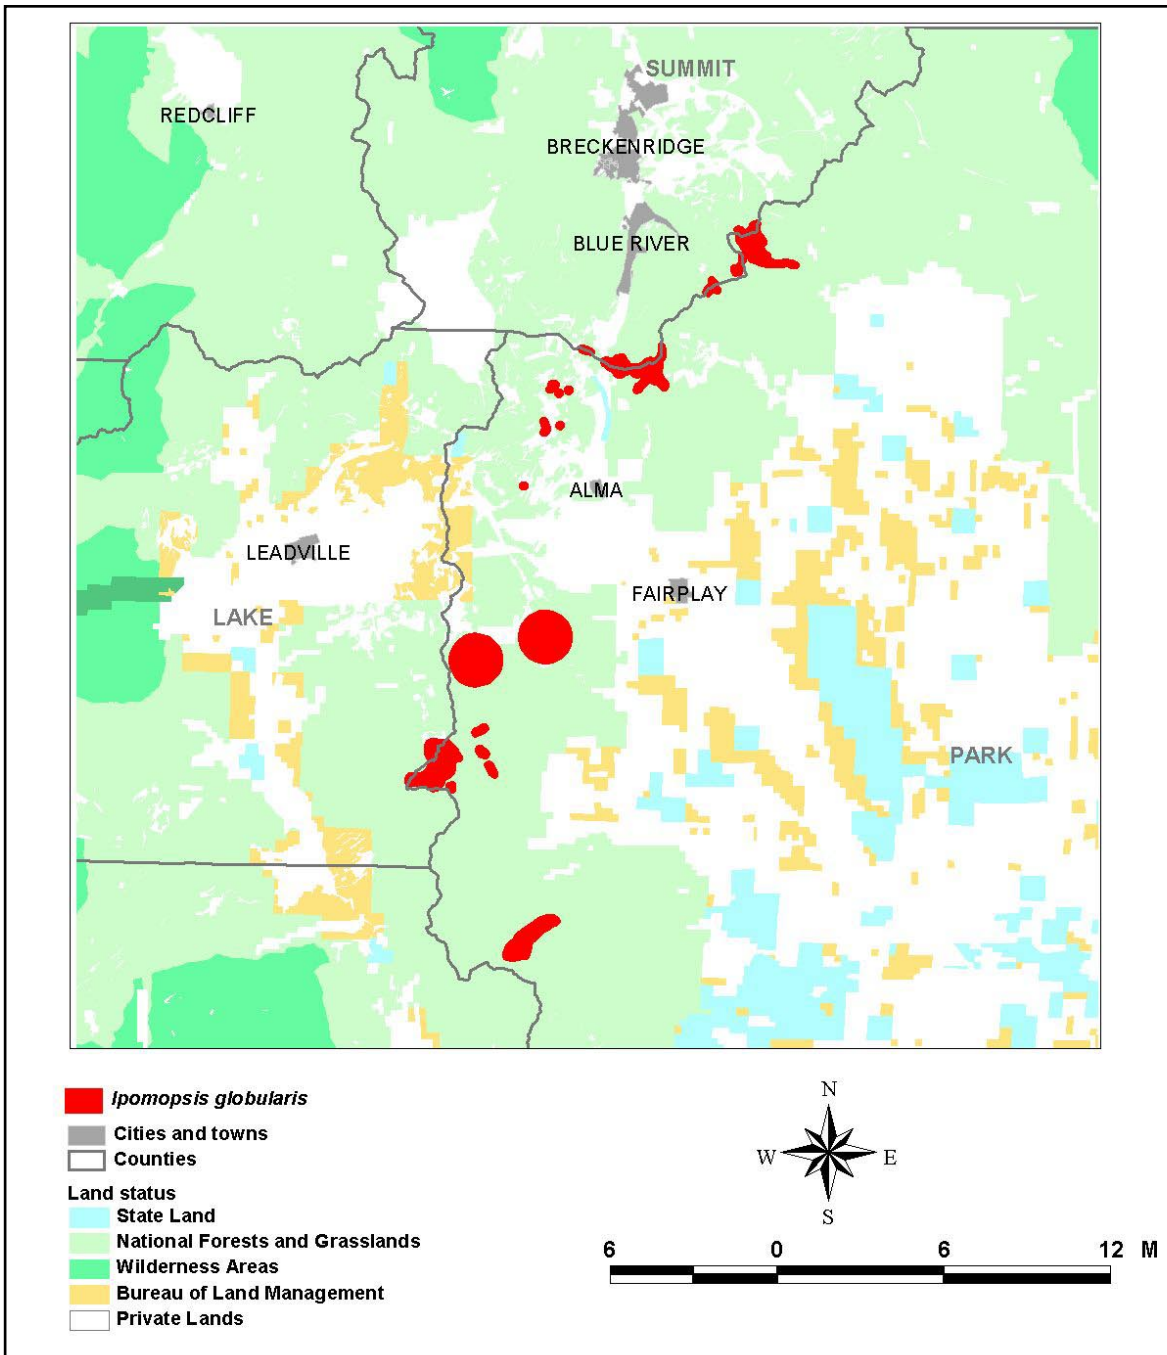 SUMMIT
REDCLIFF
BRECKENRIDGE
BLUE RIVER
ALMA
LEADVILLE
FAIRPLAY
LAKE
PARK
Ipomopsis globularis
Cities and towns
Counties
Land status
State Land
National Forests and Grasslands
Wilderness Areas
Bureau of Land Management
Private Lands
N
W E
S
6 0 6 12 M